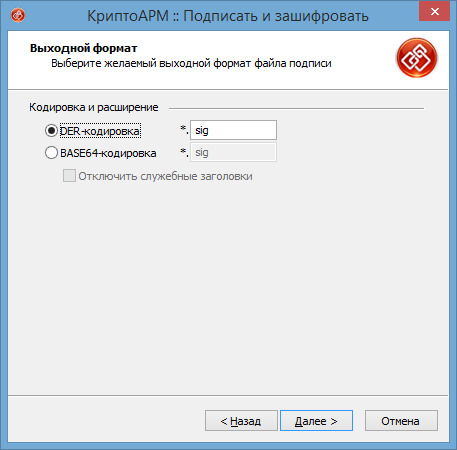 КриптоАРМ :: Подписать и зашифровать
Выходной формат
Выберите желаемый выходной формат файла подписи
Кодировка и расширение
DER-кодировка *. sig
BASE64-кодировка *. sig
Отключить служебные заголовки
< Назад Далее > Отмена